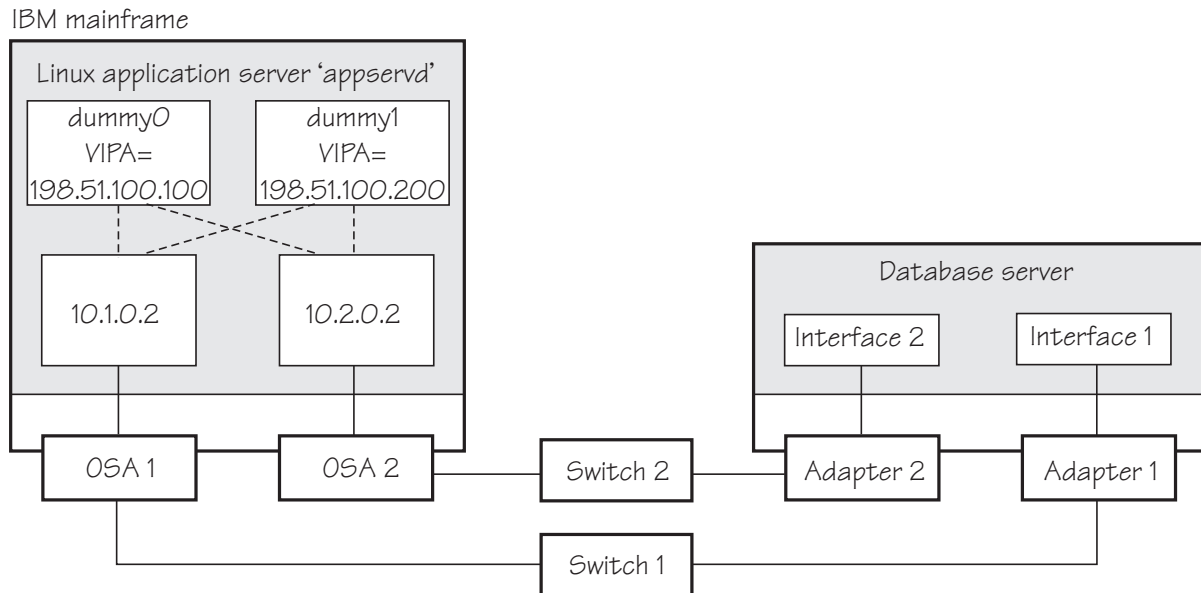 IBM mainframe
Linux application server ‘appservd’
dummy0
VIPA=
198.51.100.100
dummy1
VIPA=
198.51.100.200
10.1.0.2
10.2.0.2
Database server
Interface 2
Interface 1
OSA 1
OSA 2
Switch 2
Adapter 2
Adapter 1
Switch 1